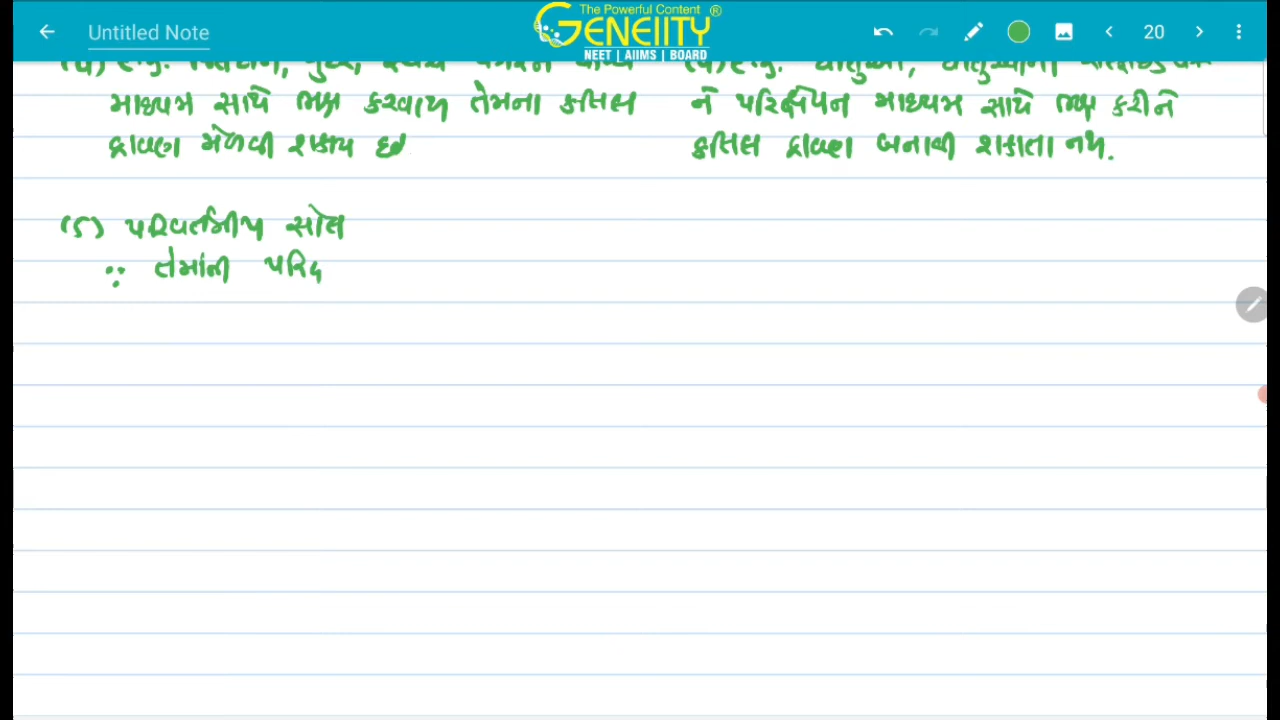 Untitled Note
The Powerful Content
GENEIITY ®
NEET | AIIMS | BOARD
20
માધ્યમ સાથે મિક્ષ કરવાથી તેમના કલિલ
દ્રાવણ મેળવી શકાય છે
ને પરિક્ષેપન માધ્યમ સાથે મિક્ષ કરીને
કલિલ દ્રાવણ બનાવી શકાતા નથી.
(૬) પરિવર્તનીય સોલ
∵ તેમાંની પરિક્ષ